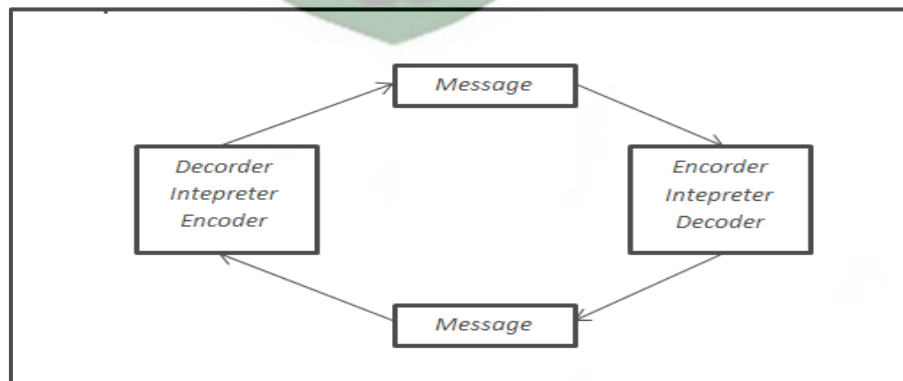 Message
Decorder
Intepreter
Encoder
Encorder
Intepreter
Decoder
Message